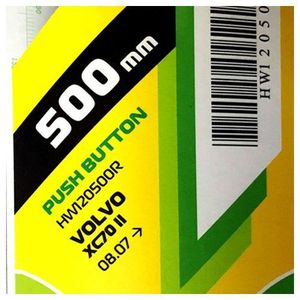 500 mm
PUSH BUTTON
HW120500R
VOLVO
XC70 II
08.07 →
HW12050